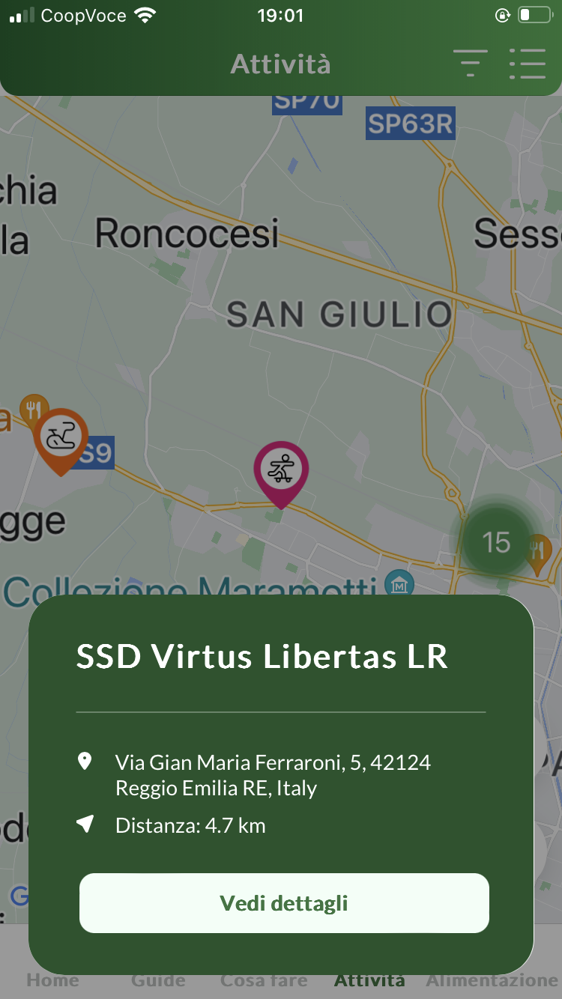 CoopVoce
19:01
Attività
SP70
SP63R
chia
la
Roncocesi
Sess
SAN GIULIO
a
S9
gge
15
Collezione Maramotti
M
SSD Virtus Libertas LR
Via Gian Maria Ferraroni, 5, 42124
Reggio Emilia RE, Italy
Distanza: 4.7 km
Vedi dettagli
G
Home
Guide
Cosa fare
Attività
Alimentazione